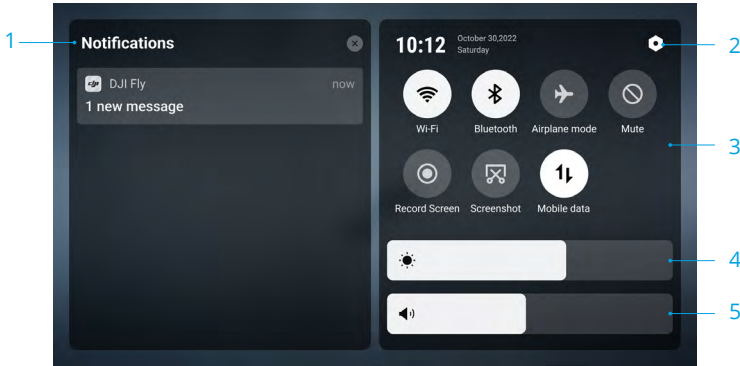 1
Notifications
dji DJI Fly now
1 new message
10:12
October 30,2022
Saturday
2
Wi-Fi Bluetooth Airplane mode Mute
3
Record Screen Screenshot Mobile data
4
5